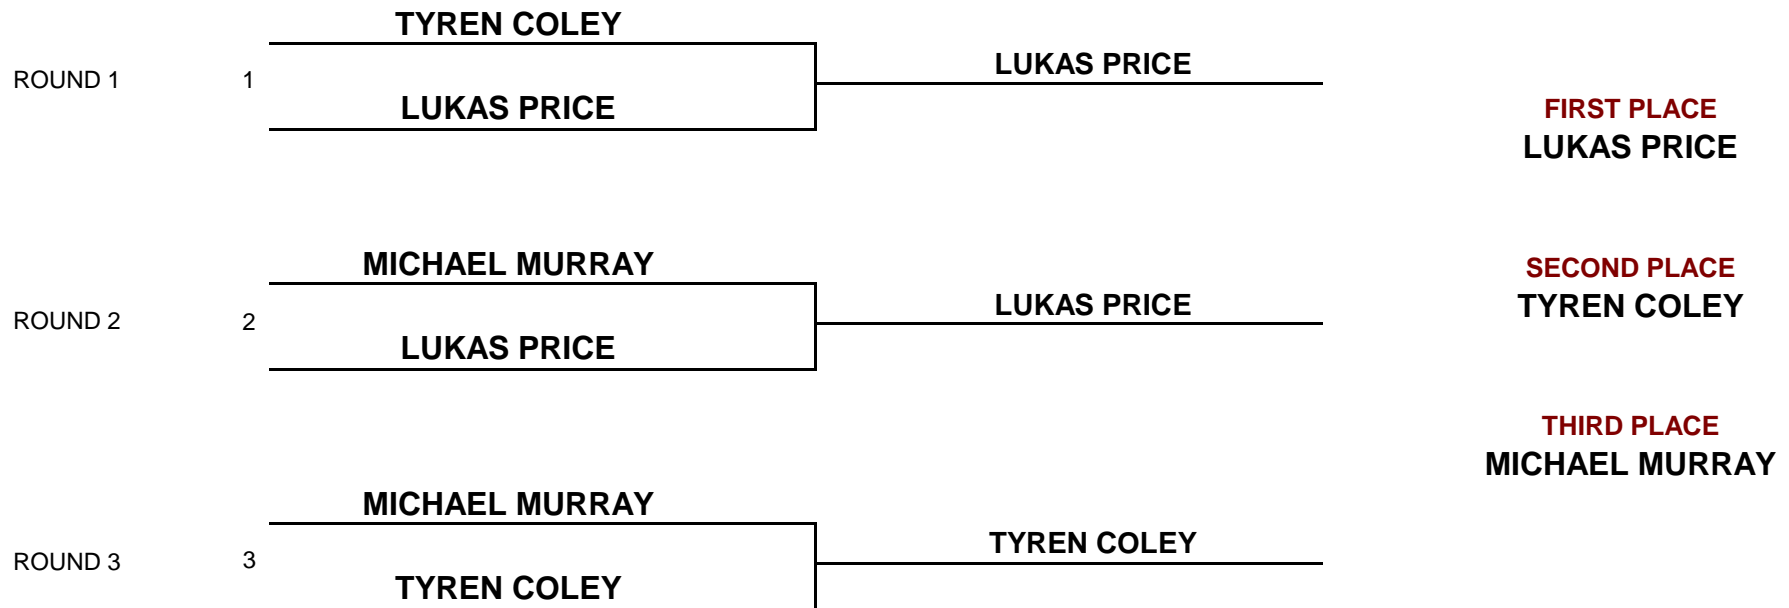 TYREN COLEY
ROUND 1
1
LUKAS PRICE
LUKAS PRICE
FIRST PLACE
LUKAS PRICE
MICHAEL MURRAY
ROUND 2
2
LUKAS PRICE
LUKAS PRICE
SECOND PLACE
TYREN COLEY
THIRD PLACE
MICHAEL MURRAY
MICHAEL MURRAY
ROUND 3
3
TYREN COLEY
TYREN COLEY